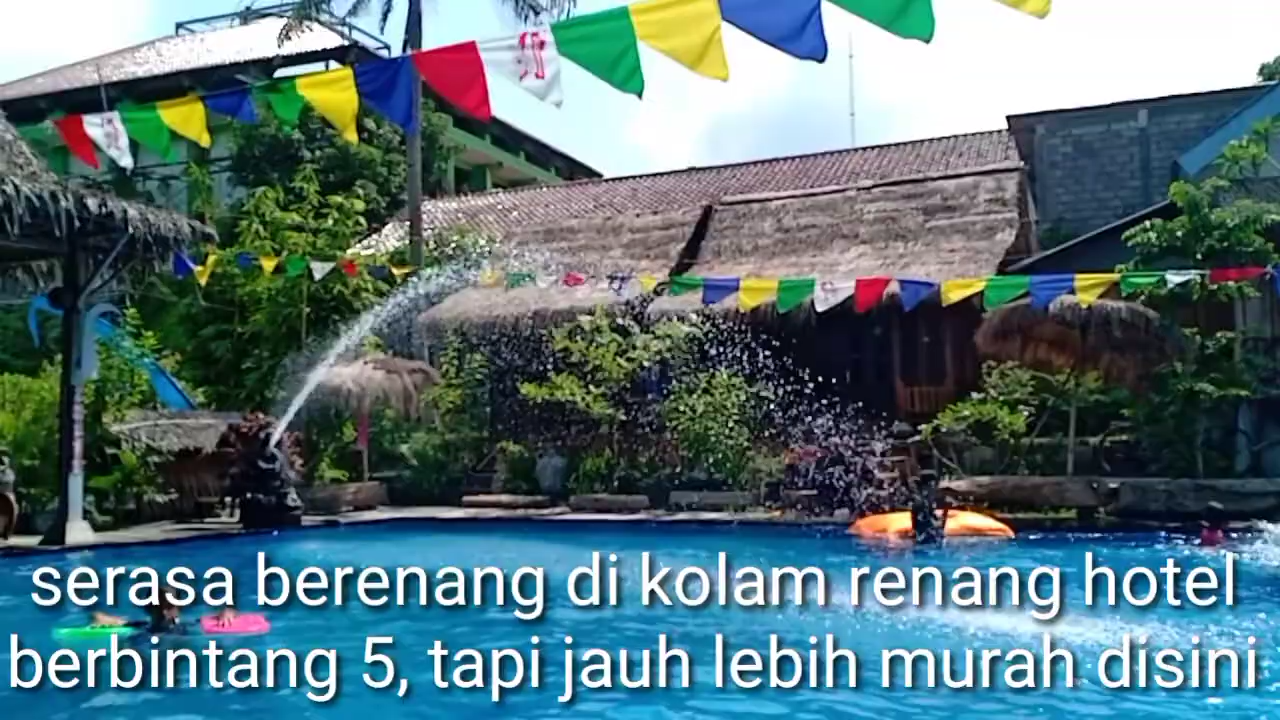 serasa berenang di kolam renang hotel
berbintang 5, tapi jauh lebih murah disini